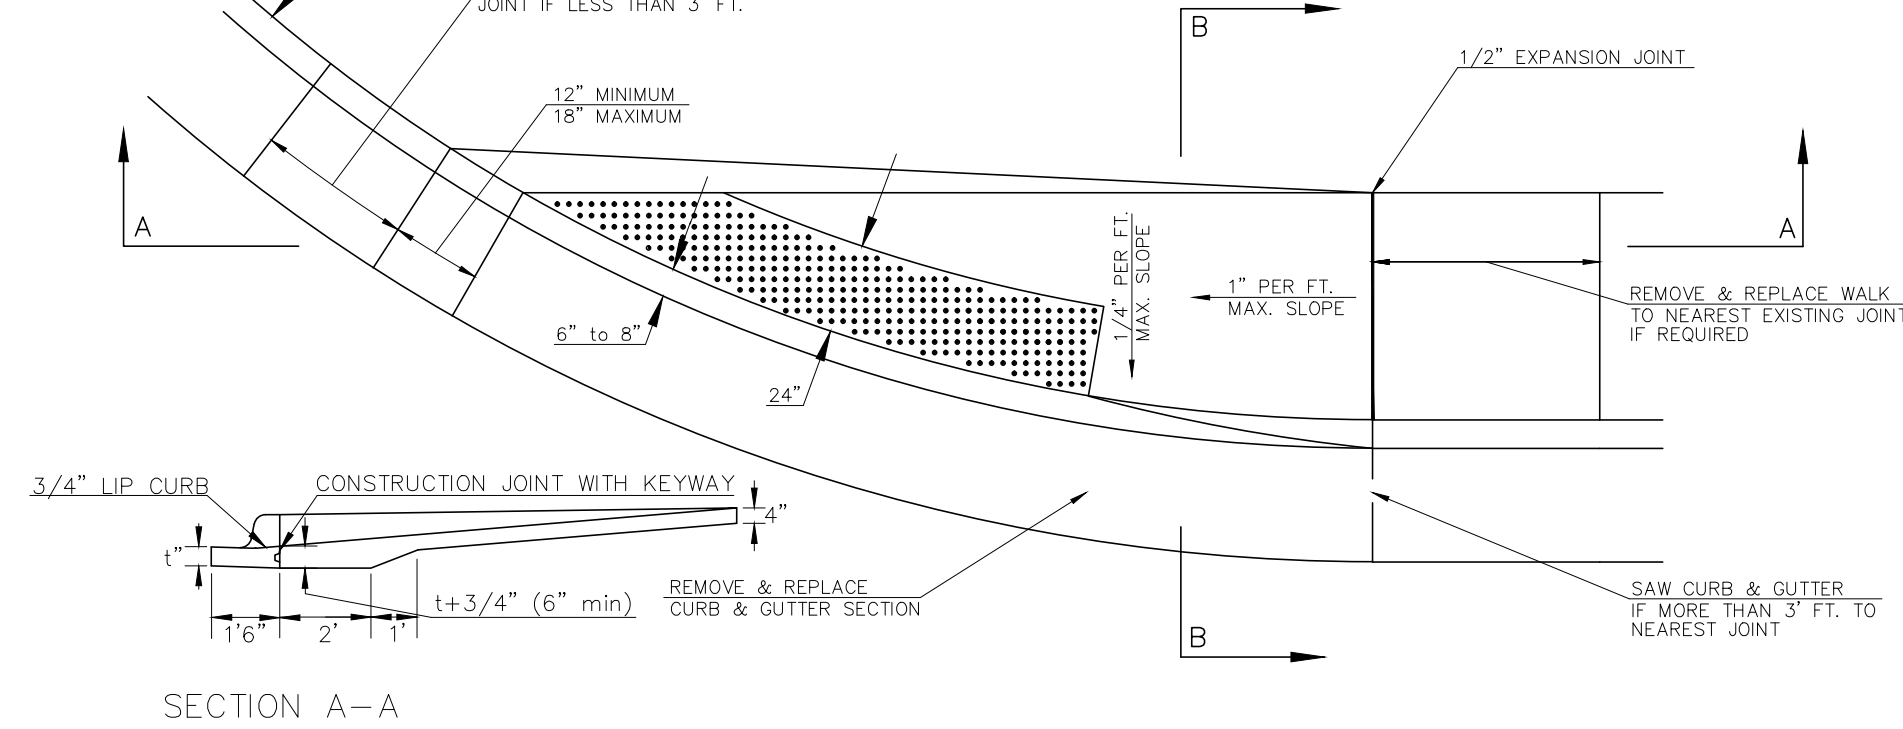 JOINT IF LESS THAN 3' FT.
B
1/2" EXPANSION JOINT
12" MINIMUM
18" MAXIMUM
A
A
1/4" PER FT.
MAX. SLOPE
1" PER FT.
MAX. SLOPE
REMOVE & REPLACE WALK
TO NEAREST EXISTING JOINT
IF REQUIRED
6" to 8"
24"
3/4" LIP CURB
CONSTRUCTION JOINT WITH KEYWAY
4"
t"
t+3/4" (6" min)
1'6"
2'
1'
REMOVE & REPLACE
CURB & GUTTER SECTION
SAW CURB & GUTTER
IF MORE THAN 3' FT. TO
NEAREST JOINT
B
SECTION A-A